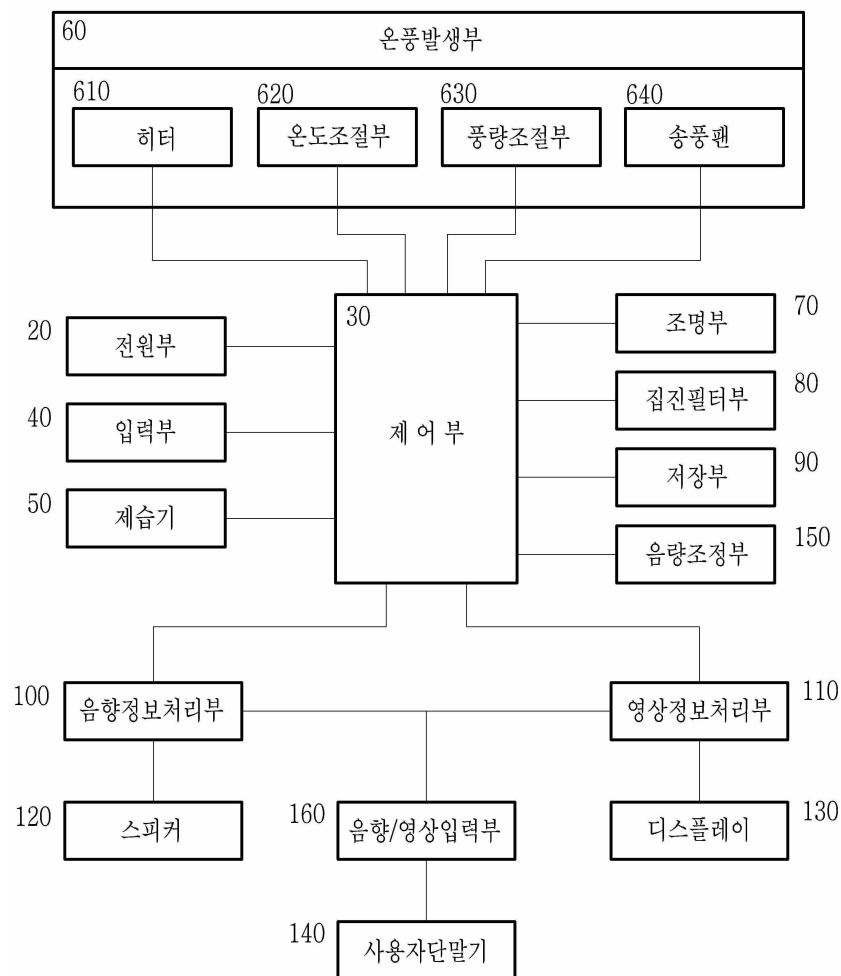 60 온풍발생부
610 620 630 640
히터 온도조절부 풍량조절부 송풍팬
30
제 어 부
20 전원부
40 입력부
50 제습기
조명부 70
집진필터부 80
저장부 90
음량조정부 150
100 음향정보처리부
영상정보처리부 110
120 스피커
160 음향/영상입력부
디스플레이 130
140 사용자단말기